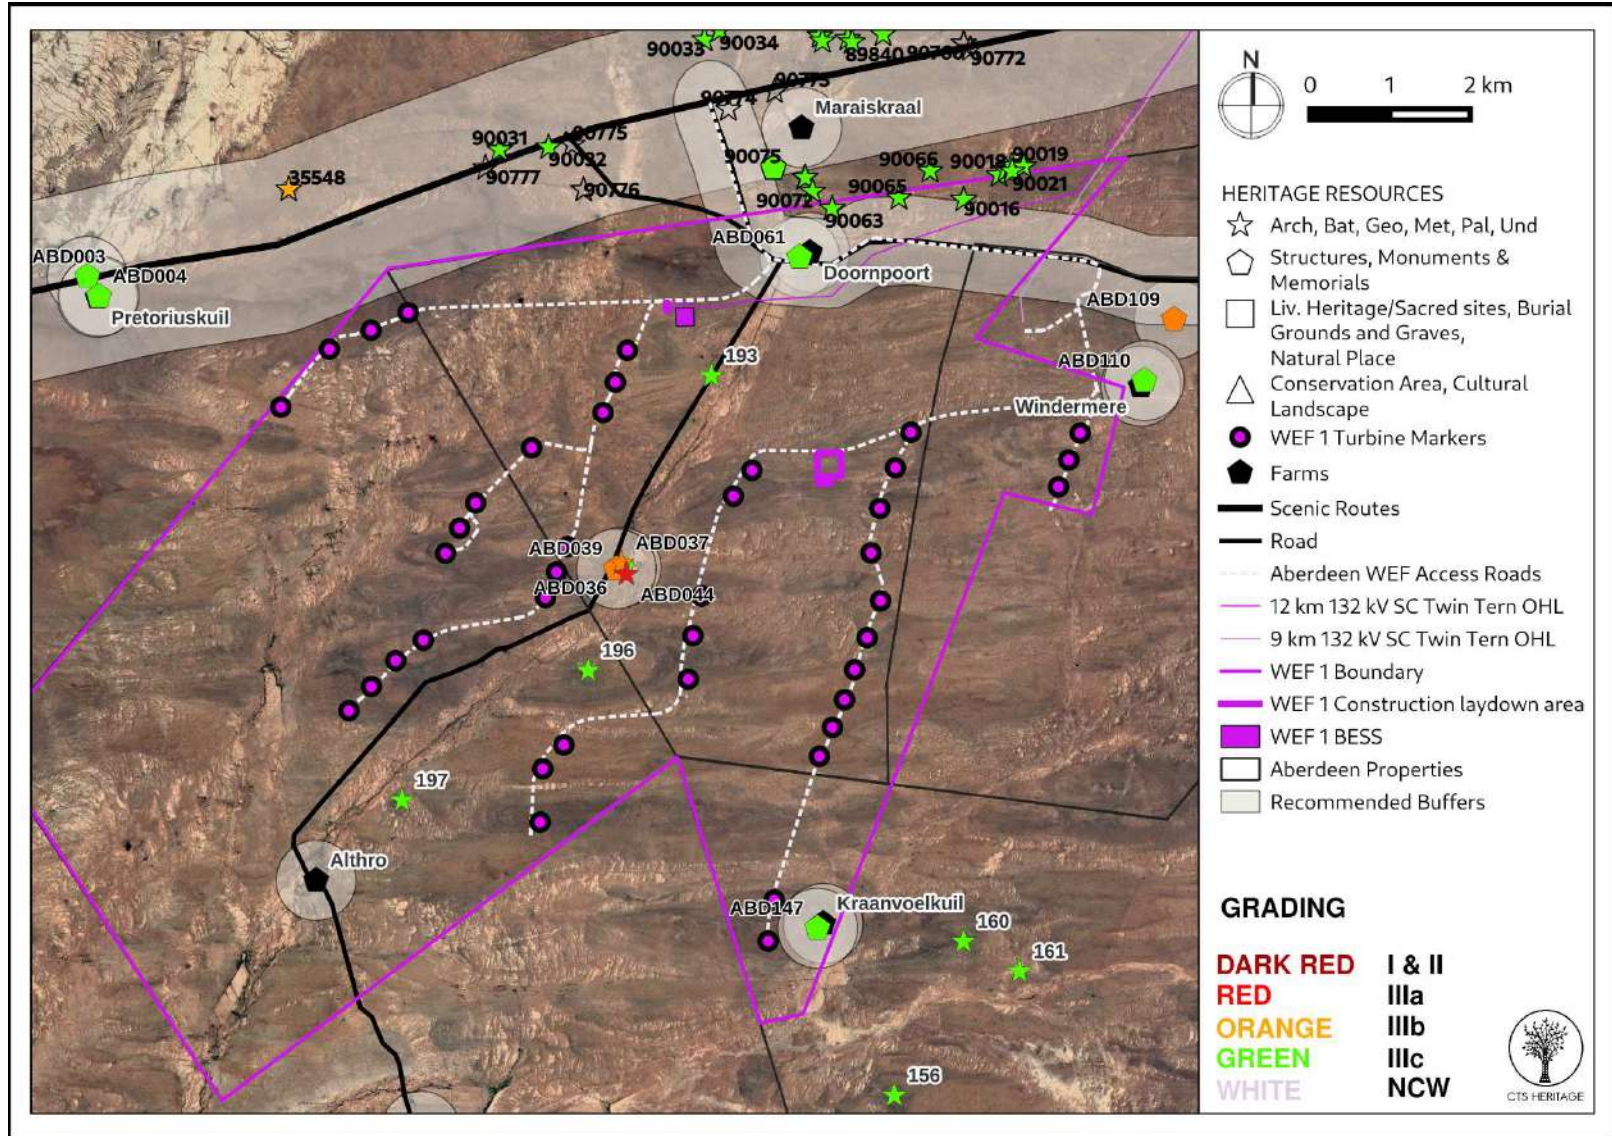 90033
90034
89840
90772
90773
90774
Maraiskraal
90031
90775
90032
90777
90776
35548
90075
90066
90018
90019
90021
90072
90065
90063
90016
ABD061
Doornpoort
ABD003
ABD004
Pretoriuskuil
ABD109
ABD110
Windermere
193
ABD039
ABD037
ABD036
ABD044
196
197
Althro
ABD147
Kraanvoelkuil
160
161
156
N
0 1 2 km
HERITAGE RESOURCES
Arch, Bat, Geo, Met, Pal, Und
Structures, Monuments &
Memorials
Liv. Heritage/Sacred sites, Burial
Grounds and Graves,
Natural Place
Conservation Area, Cultural
Landscape
WEF 1 Turbine Markers
Farms
Scenic Routes
Road
Aberdeen WEF Access Roads
12 km 132 kV SC Twin Tern OHL
9 km 132 kV SC Twin Tern OHL
WEF 1 Boundary
WEF 1 Construction laydown area
WEF 1 BESS
Aberdeen Properties
Recommended Buffers
GRADING
DARK RED I & II
RED IIIa
ORANGE IIIb
GREEN IIIc
WHITE NCW
CTS HERITAGE